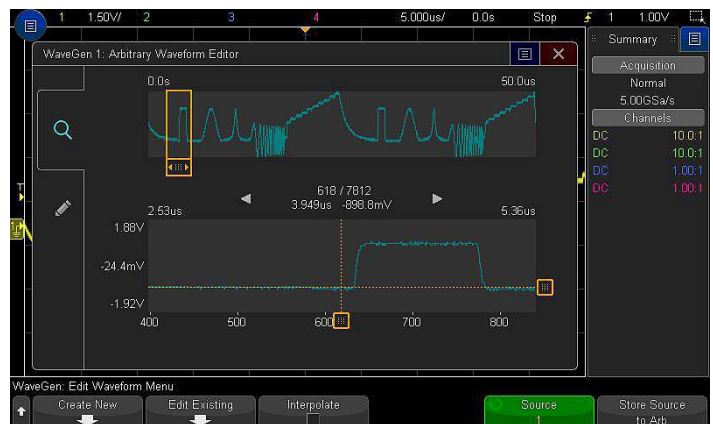 1 1.50V/ 2 3 4 5.000us/ 0.0s Stop 1 1.00V
Summary
WaveGen 1: Arbitrary Waveform Editor
Acquisition
Normal
5.00GSa/s
Channels
DC 10.0:1
DC 10.0:1
DC 1.00:1
DC 1.00:1
0.0s 50.0us
618 / 7812
3.949us -898.8mV
2.53us 5.36us
1.88V
-24.4mV
-1.92V
400 500 600 700 800
T
1
WaveGen: Edit Waveform Menu
Create New Edit Existing Interpolate Source Store Source
1 to Arb